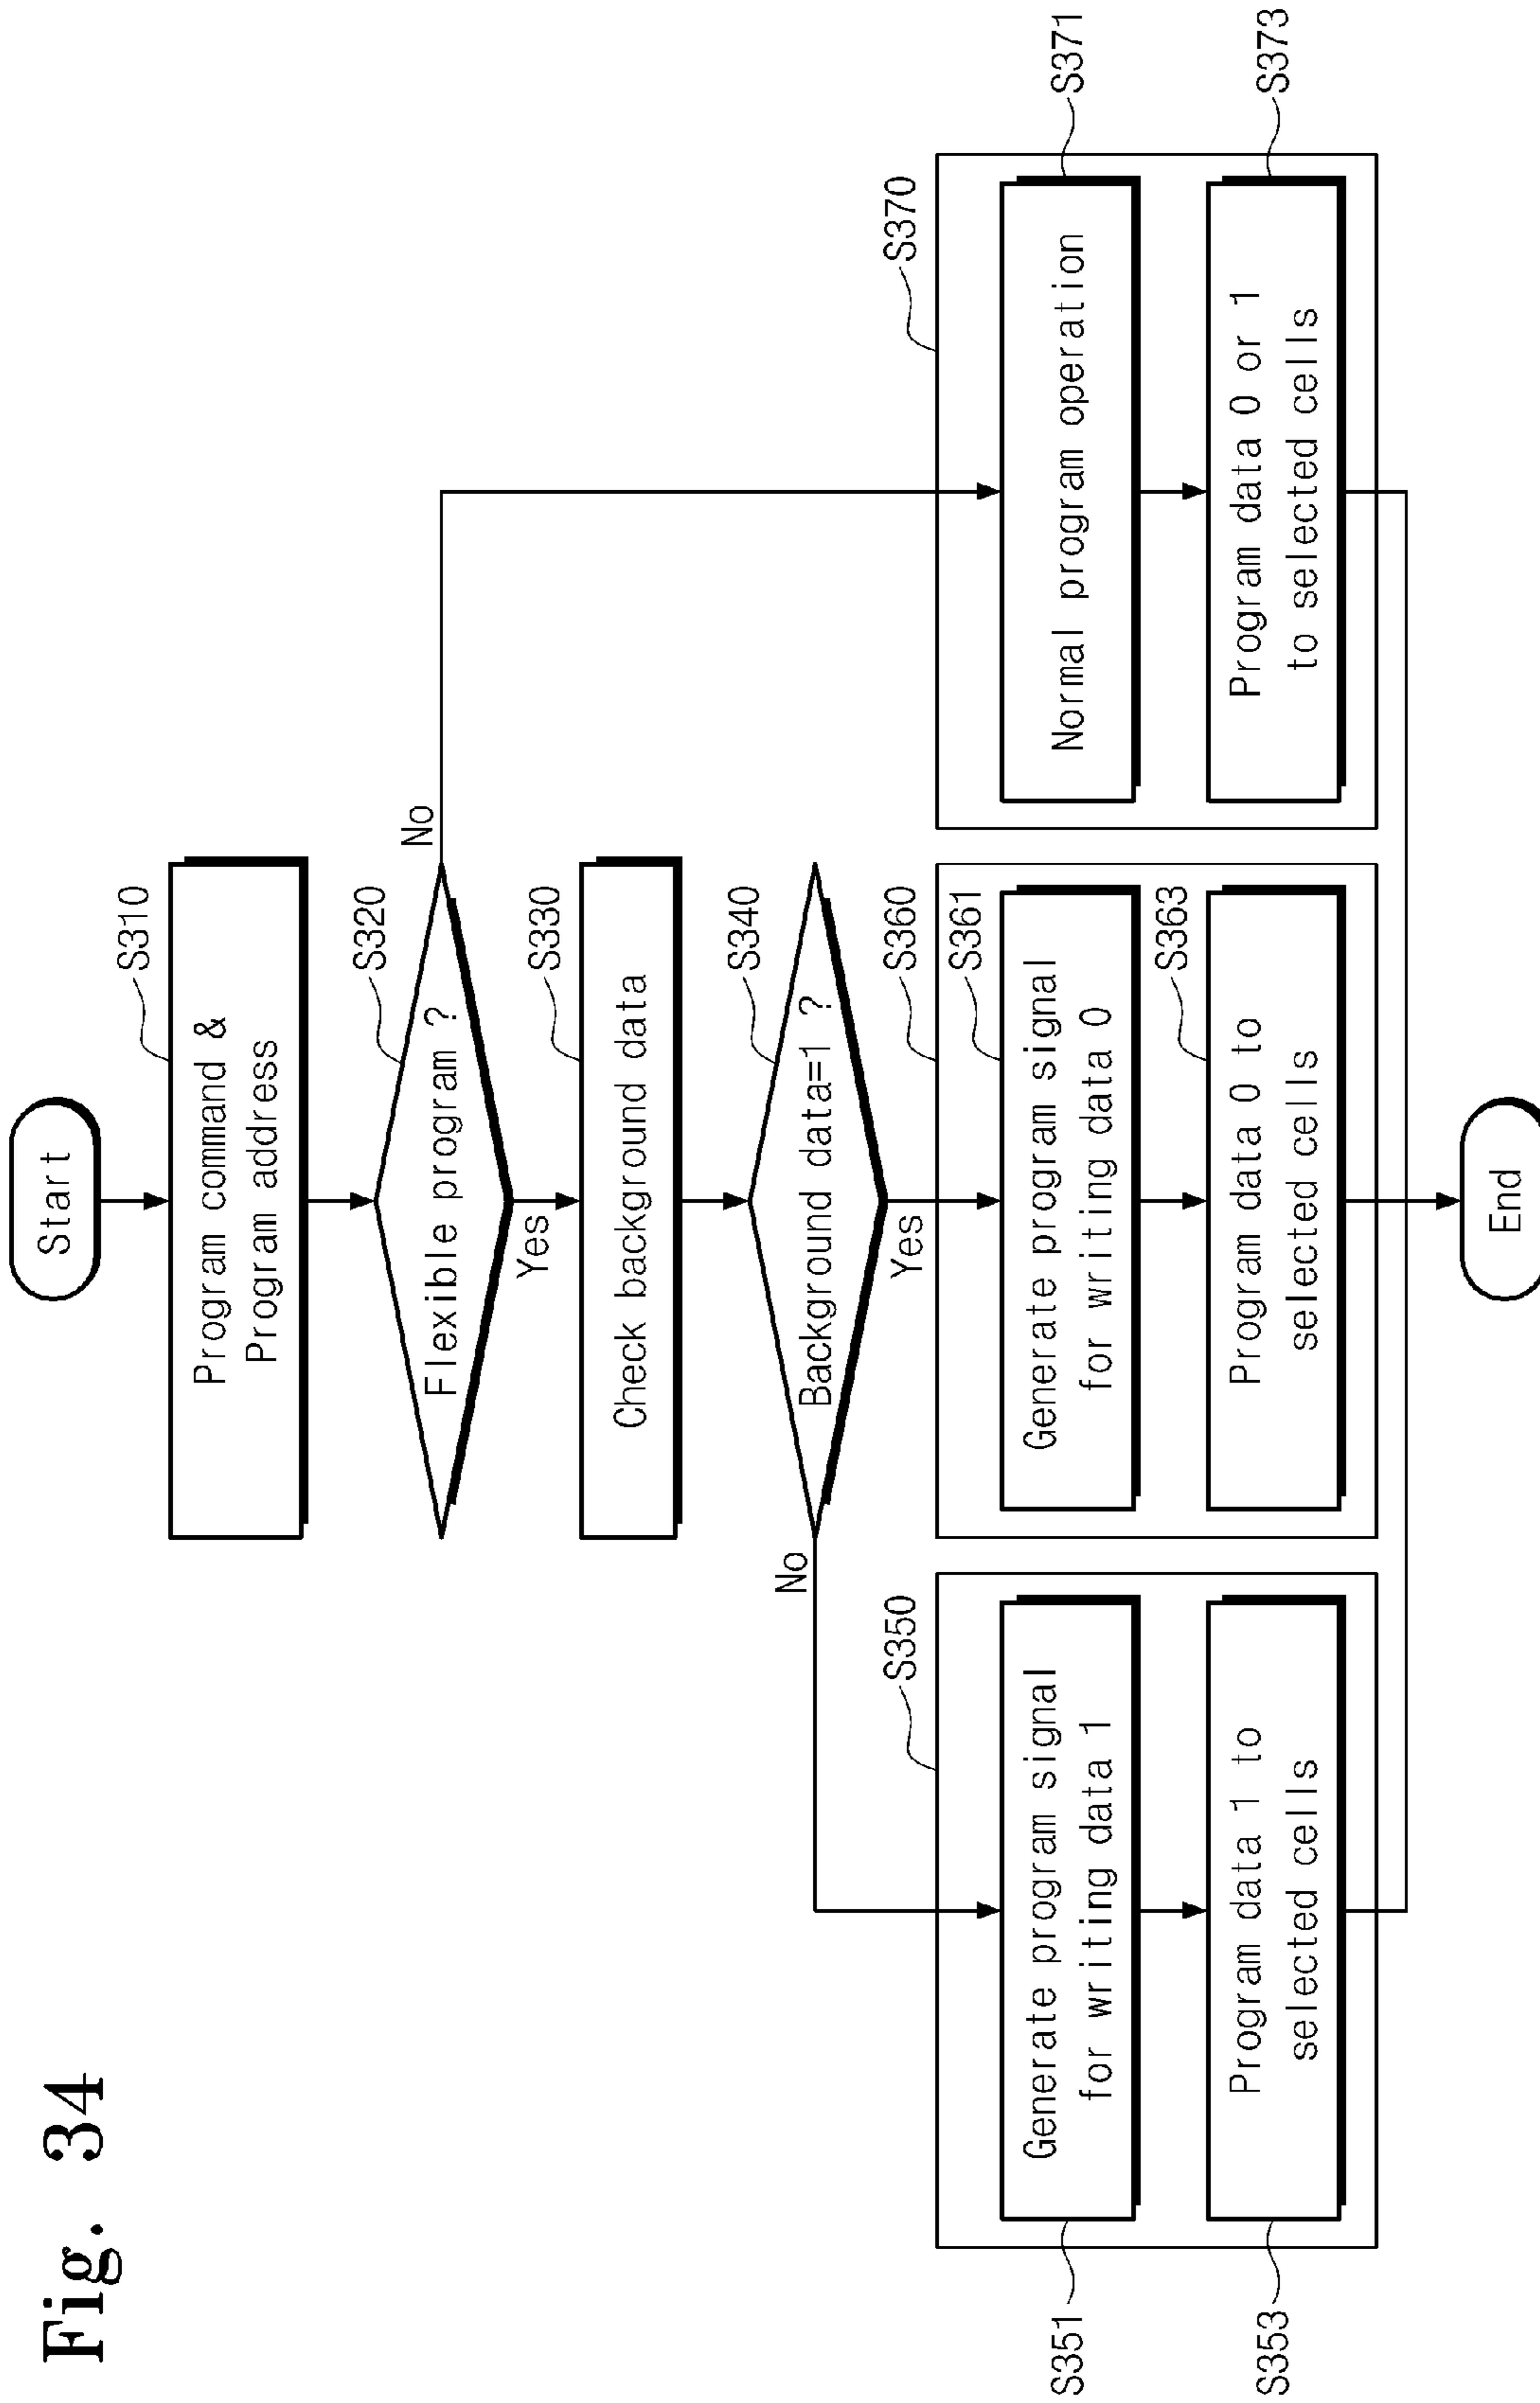 Fig. 34
Start
S310
Program command &
Program address
S320
Flexible program ?
No
Yes
S330
Check background data
S340
Background data=1 ?
No
Yes
S350
S360
S370
S351
Generate program signal
for writing data 1
S361
Generate program signal
for writing data 0
S371
Normal program operation
S353
Program data 1 to
selected cells
S363
Program data 0 to
selected cells
S373
Program data 0 or 1
to selected cells
End